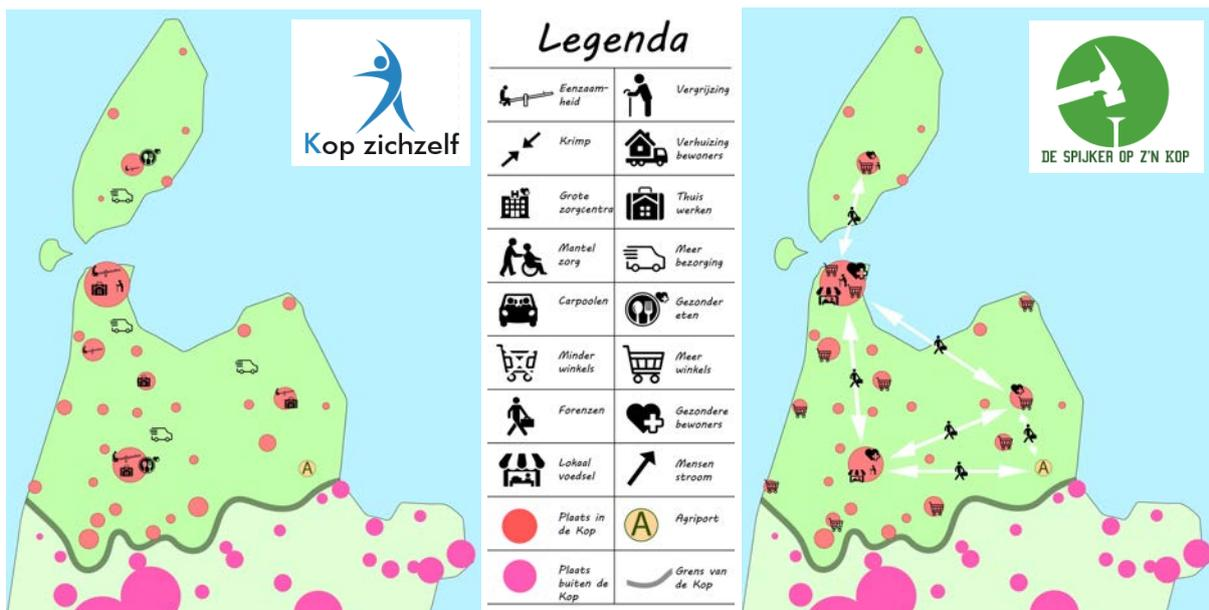 Kop zichzelf
Legenda
Eenzaam-
heid
Vergrijzing
Krimp
Verhuizing
bewoners
H
Grote
zorgcentra
Thuis
werken
Mantel
zorg
Meer
bezorging
Carpoolen
Gezonder
eten
Minder
winkels
Meer
winkels
Forenzen
Gezondere
bewoners
Lokaal
voedsel
Mensen
stroom
Plaats in
de Kop
A
Agriport
Plaats
buiten de
Kop
Grens van
de Kop
A
DE SPIJKER OP Z'N KOP
A